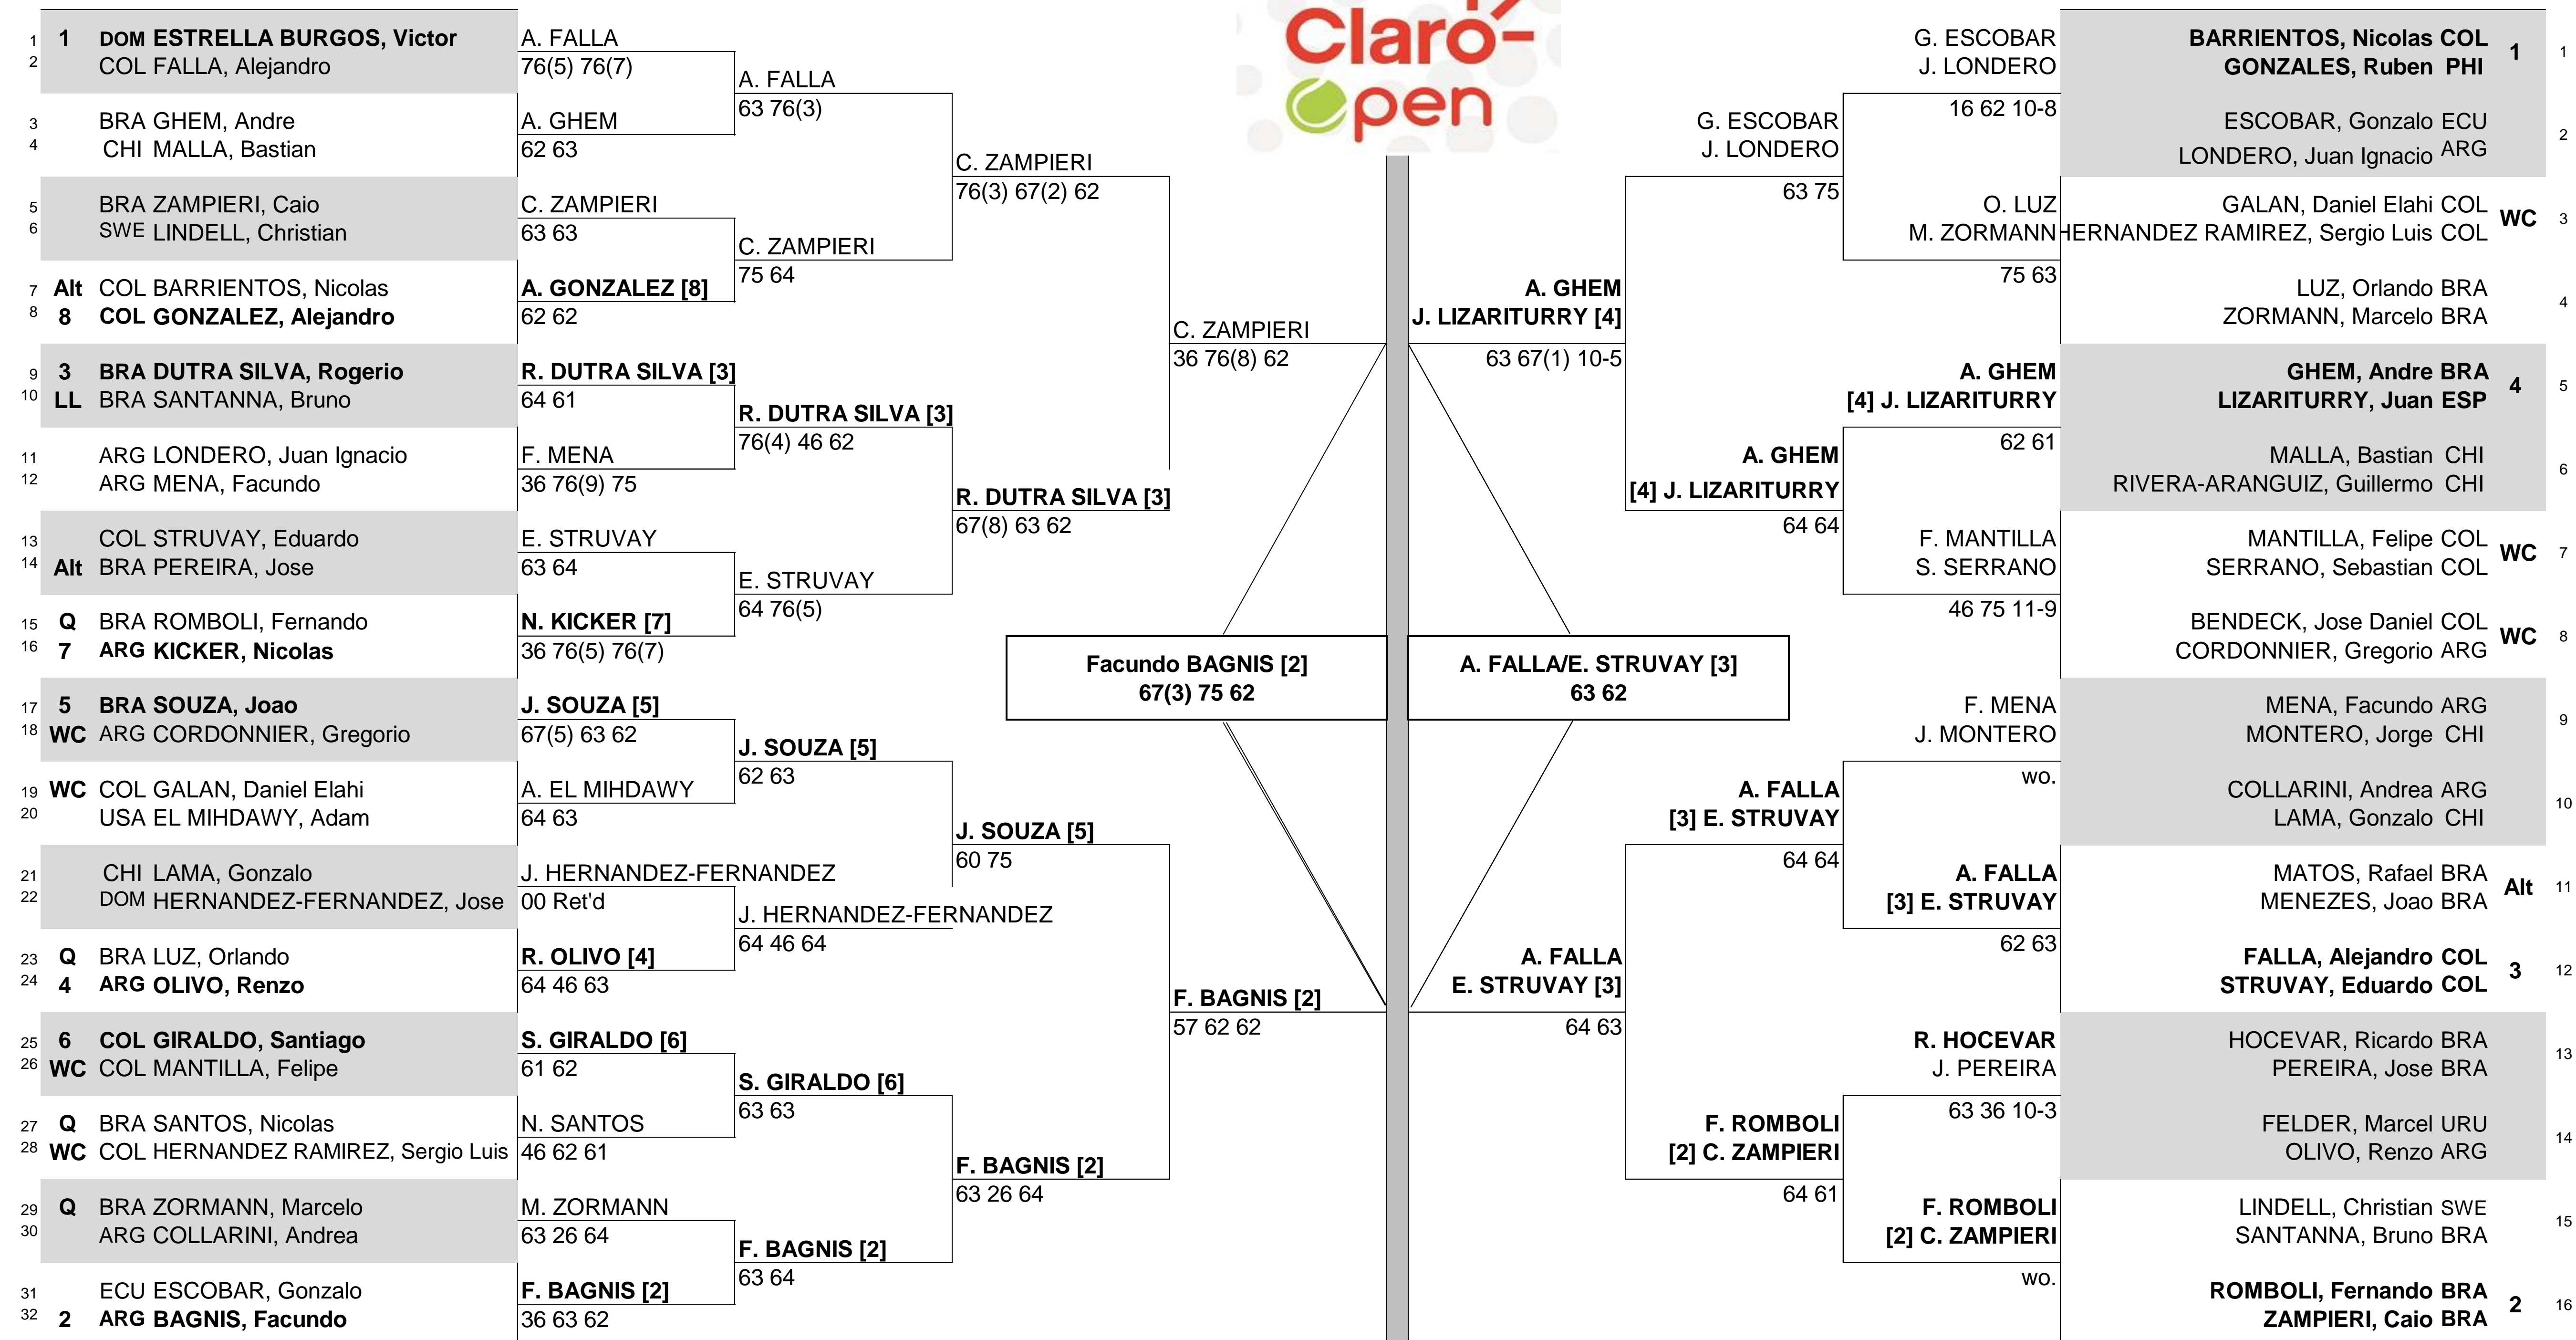 Claro-
open
1 1 DOM ESTRELLA BURGOS, Victor
2 COL FALLA, Alejandro
3 BRA GHEM, Andre
4 CHI MALLA, Bastian
5 BRA ZAMPIERI, Caio
6 SWE LINDELL, Christian
7 Alt COL BARRIENTOS, Nicolas
8 8 COL GONZALEZ, Alejandro
9 3 BRA DUTRA SILVA, Rogerio
10 LL BRA SANTANNA, Bruno
11 ARG LONDERO, Juan Ignacio
12 ARG MENA, Facundo
13 COL STRUVAY, Eduardo
14 Alt BRA PEREIRA, Jose
15 Q BRA ROMBOLI, Fernando
16 7 ARG KICKER, Nicolas
17 5 BRA SOUZA, Joao
18 WC ARG CORDONNIER, Gregorio
19 WC COL GALAN, Daniel Elahi
20 USA EL MIHDAWY, Adam
21 CHI LAMA, Gonzalo
22 DOM HERNANDEZ-FERNANDEZ, Jose
23 Q BRA LUZ, Orlando
24 4 ARG OLIVO, Renzo
25 6 COL GIRALDO, Santiago
26 WC COL MANTILLA, Felipe
27 Q BRA SANTOS, Nicolas
28 WC COL HERNANDEZ RAMIREZ, Sergio Luis
29 Q BRA ZORMANN, Marcelo
30 ARG COLLARINI, Andrea
31 ECU ESCOBAR, Gonzalo
32 2 ARG BAGNIS, Facundo
A. FALLA
76(5) 76(7)
A. GHEM
62 63
C. ZAMPIERI
63 63
A. GONZALEZ [8]
62 62
R. DUTRA SILVA [3]
64 61
F. MENA
36 76(9) 75
E. STRUVAY
63 64
N. KICKER [7]
36 76(5) 76(7)
J. SOUZA [5]
67(5) 63 62
A. EL MIHDAWY
64 63
J. HERNANDEZ-FERNANDEZ
00 Ret'd
R. OLIVO [4]
64 46 63
S. GIRALDO [6]
61 62
N. SANTOS
46 62 61
M. ZORMANN
63 26 64
F. BAGNIS [2]
36 63 62
A. FALLA
63 76(3)
C. ZAMPIERI
75 64
R. DUTRA SILVA [3]
76(4) 46 62
E. STRUVAY
64 76(5)
J. SOUZA [5]
62 63
J. HERNANDEZ-FERNANDEZ
64 46 64
S. GIRALDO [6]
63 63
F. BAGNIS [2]
63 64
C. ZAMPIERI
76(3) 67(2) 62
R. DUTRA SILVA [3]
67(8) 63 62
J. SOUZA [5]
60 75
F. BAGNIS [2]
63 26 64
C. ZAMPIERI
36 76(8) 62
F. BAGNIS [2]
57 62 62
Facundo BAGNIS [2]
67(3) 75 62
A. FALLA/E. STRUVAY [3]
63 62
A. GHEM
J. LIZARITURRY [4]
63 67(1) 10-5
A. FALLA
E. STRUVAY [3]
64 63
G. ESCOBAR
J. LONDERO
63 75
A. GHEM
[4] J. LIZARITURRY
64 64
A. FALLA
[3] E. STRUVAY
64 64
F. ROMBOLI
[2] C. ZAMPIERI
64 61
G. ESCOBAR
J. LONDERO
16 62 10-8
O. LUZ
M. ZORMANN
75 63
A. GHEM
[4] J. LIZARITURRY
62 61
F. MANTILLA
S. SERRANO
46 75 11-9
F. MENA
J. MONTERO
wo.
A. FALLA
[3] E. STRUVAY
62 63
R. HOCEVAR
J. PEREIRA
63 36 10-3
F. ROMBOLI
[2] C. ZAMPIERI
wo.
BARRIENTOS, Nicolas COL
GONZALES, Ruben PHI 1 1
ESCOBAR, Gonzalo ECU
LONDERO, Juan Ignacio ARG 2
GALAN, Daniel Elahi COL
HERNANDEZ RAMIREZ, Sergio Luis COL WC 3
LUZ, Orlando BRA
ZORMANN, Marcelo BRA 4
GHEM, Andre BRA
LIZARITURRY, Juan ESP 4 5
MALLA, Bastian CHI
RIVERA-ARANGUIZ, Guillermo CHI 6
MANTILLA, Felipe COL
SERRANO, Sebastian COL WC 7
BENDECK, Jose Daniel COL
CORDONNIER, Gregorio ARG WC 8
MENA, Facundo ARG
MONTERO, Jorge CHI 9
COLLARINI, Andrea ARG
LAMA, Gonzalo CHI 10
MATOS, Rafael BRA
MENEZES, Joao BRA Alt 11
FALLA, Alejandro COL
STRUVAY, Eduardo COL 3 12
HOCEVAR, Ricardo BRA
PEREIRA, Jose BRA 13
FELDER, Marcel URU
OLIVO, Renzo ARG 14
LINDELL, Christian SWE
SANTANNA, Bruno BRA 15
ROMBOLI, Fernando BRA
ZAMPIERI, Caio BRA 2 16